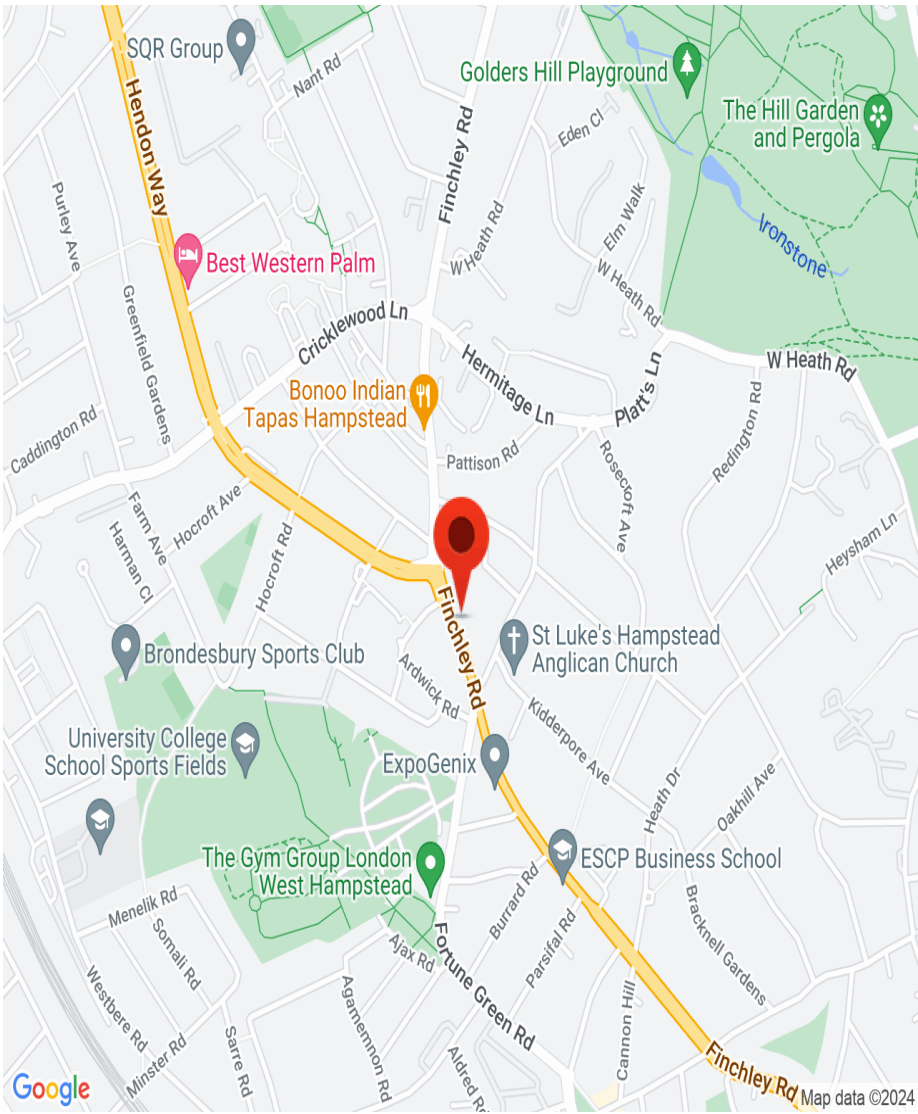 SQR Group
Nant Rd
Hendon Way
Finchley Rd
Golders Hill Playground
The Hill Garden
and Pergola
Eden Cl
Purley Ave
Elm Walk
W Heath Rd
Ironstone
Best Western Palm
Greenfield Gardens
W Heath Rd
Cricklewood Ln
Hermitage Ln
Platt's Ln
W Heath Rd
Bonoo Indian
Tapas Hampstead
Redington Rd
Caddington Rd
Pattison Rd
Rosecroft Ave
Hocroft Ave
Farm Ave
Harman Cl
Hocroft Rd
Heysham Ln
Finchley Rd
St Luke's Hampstead
Anglican Church
Brondesbury Sports Club
Ardwick Rd
Kidderpore Ave
University College
School Sports Fields
ExpoGenix
Heath Dr
Oakhill Ave
The Gym Group London
West Hampstead
ESCP Business School
Menelik Rd
Burrard Rd
Somali Rd
Ajax Rd
Fortune Green Rd
Parsifal Rd
Bracknell Gardens
Westbere Rd
Agamemnon Rd
Cannon Hill
Minster Rd
Sarre Rd
Aldred Rd
Finchley Rd
Google
Map data ©2024